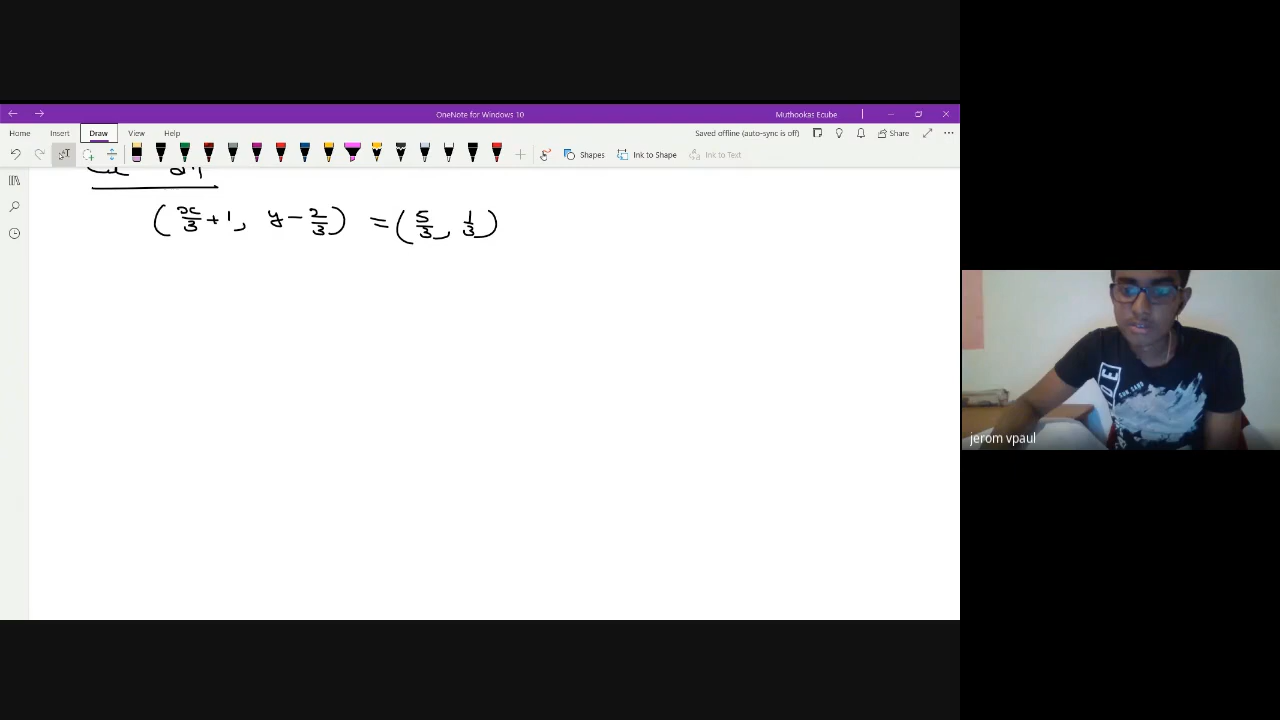 OneNote for Windows 10
Muthookas Ecube
Home Insert Draw View Help
Saved offline (auto-sync is off) Share
Shapes Ink to Shape Ink to Text
(x/3 + 1, y - 2/3) = (5/3, 1/3)
jerom vpaul